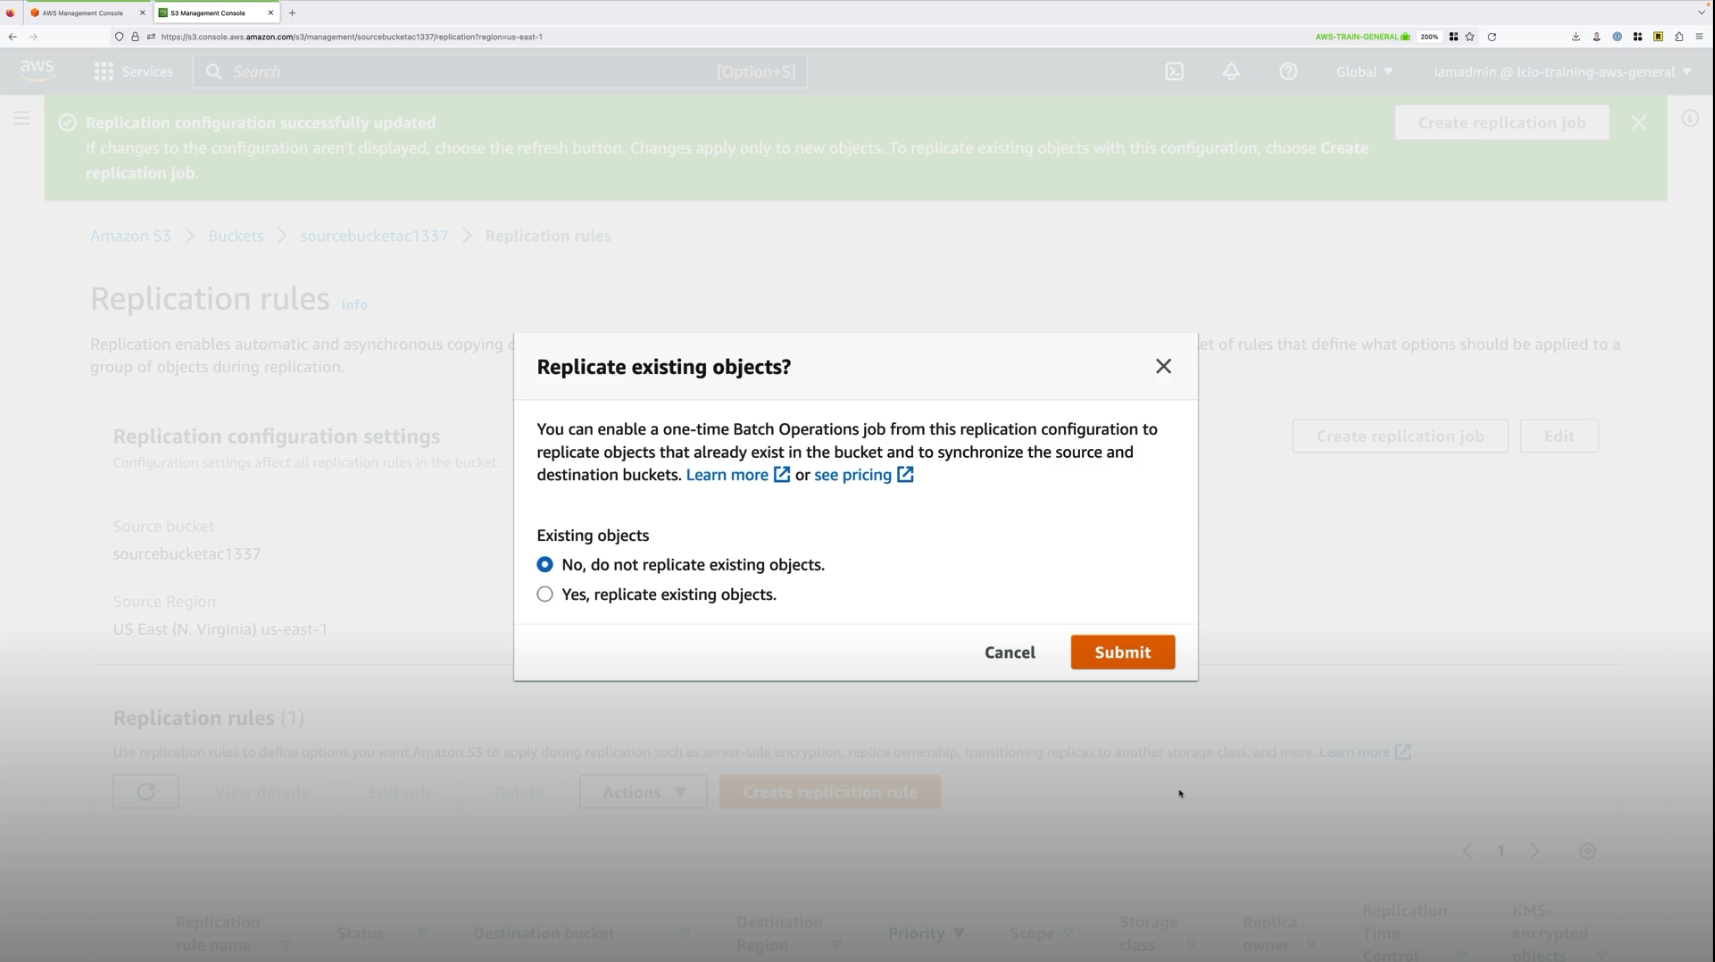 AWS Management Console
S3 Management Console
https://s3.console.aws.amazon.com/s3/management/sourcebucketac1337/replication?region=us-east-1
AWS-TRAIN-GENERAL
200%
aws
Services
Search
[Option+S]
Global
iamadmin @ lcio-training-aws-general
Replication configuration successfully updated
If changes to the configuration aren't displayed, choose the refresh button. Changes apply only to new objects. To replicate existing objects with this configuration, choose Create
replication job.
Create replication job
Amazon S3 > Buckets > sourcebucketac1337 > Replication rules
Replication rules Info
Replication enables automatic and asynchronous copying
et of rules that define what options should be applied to a
group of objects during replication.
Replication configuration settings
Configuration settings affect all replication rules in the bucket.
Create replication job
Edit
Source bucket
sourcebucketac1337
Source Region
US East (N. Virginia) us-east-1
Replicate existing objects?
You can enable a one-time Batch Operations job from this replication configuration to
replicate objects that already exist in the bucket and to synchronize the source and
destination buckets. Learn more or see pricing
Existing objects
No, do not replicate existing objects.
Yes, replicate existing objects.
Cancel
Submit
Replication rules (1)
Use replication rules to define options you want Amazon S3 to apply during replication such as server-side encryption, replica ownership, transitioning replicas to another storage class, and more. Learn more
View details
Edit rule
Delete
Actions
Create replication rule
1
Replication
rule name
Status
Destination bucket
Destination
Region
Priority
Scope
Storage
class
Replica
owner
Replication
Time
Control
KMS-
encrypted
objects